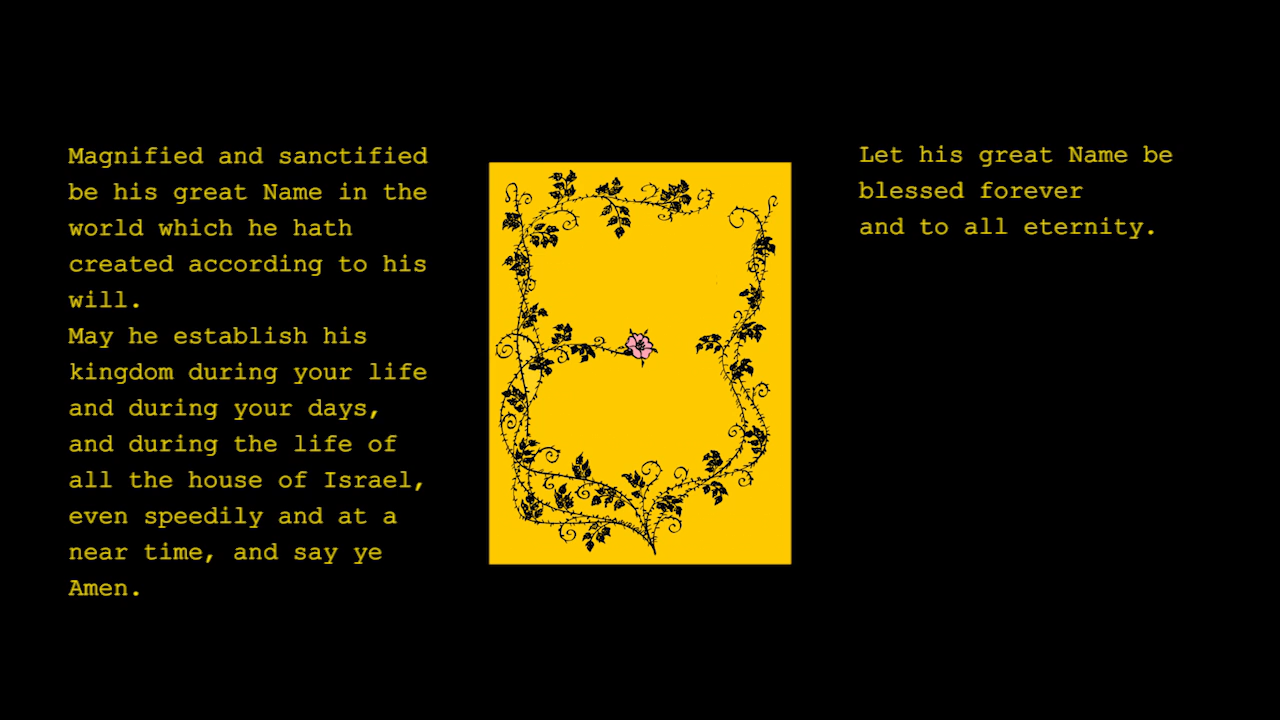 Magnified and sanctified
be his great Name in the
world which he hath
created according to his
will.
May he establish his
kingdom during your life
and during your days,
and during the life of
all the house of Israel,
even speedily and at a
near time, and say ye
Amen.
Let his great Name be
blessed forever
and to all eternity.